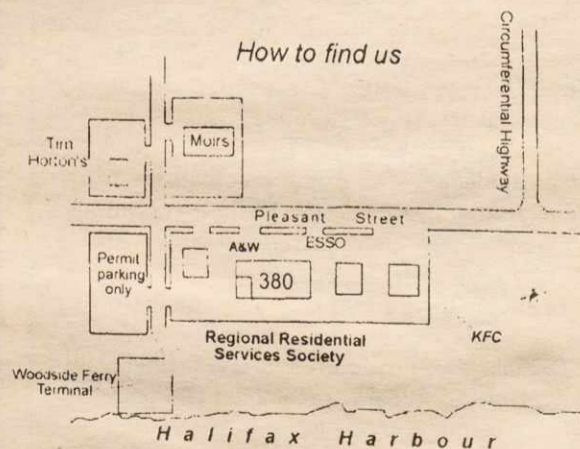 How to find us
Circumferential Highway
Tim
Horton's
Moirs
Pleasant Street
A&W
ESSO
Permit
parking
only
380
KFC
Regional Residential
Services Society
Woodside Ferry
Terminal
Halifax Harbour